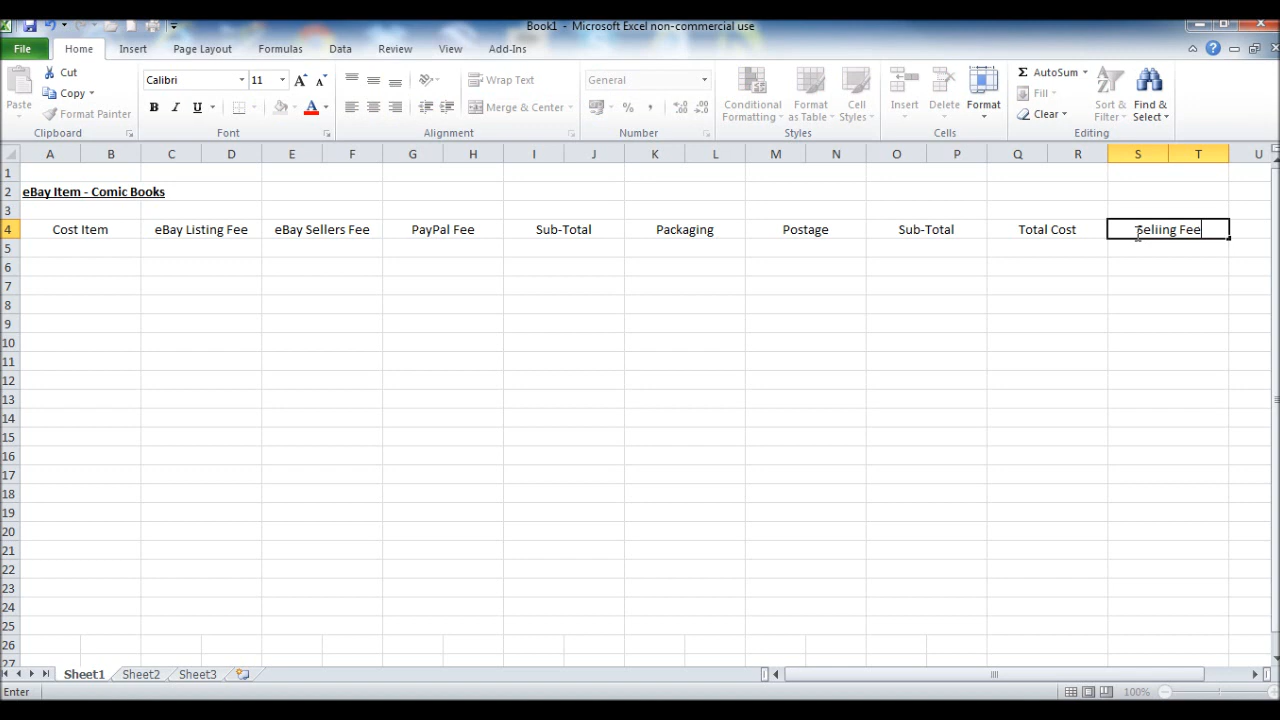 Book1 - Microsoft Excel non-commercial use
File Home Insert Page Layout Formulas Data Review View Add-Ins
Paste
Cut
Copy
Format Painter
Clipboard
Calibri 11
B I U
Font
Wrap Text
Merge & Center
Alignment
General
%
Number
Conditional Formatting
Format as Table
Cell Styles
Styles
Insert
Delete
Format
Cells
AutoSum
Fill
Clear
Sort & Filter
Find & Select
Editing
A B C D E F G H I J K L M N O P Q R S T U
1
2 eBay Item - Comic Books
3
4 Cost Item eBay Listing Fee eBay Sellers Fee PayPal Fee Sub-Total Packaging Postage Sub-Total Total Cost Seliing Fee
5
6
7
8
9
10
11
12
13
14
15
16
17
18
19
20
21
22
23
24
25
26
27
Sheet1 Sheet2 Sheet3
Enter 100%